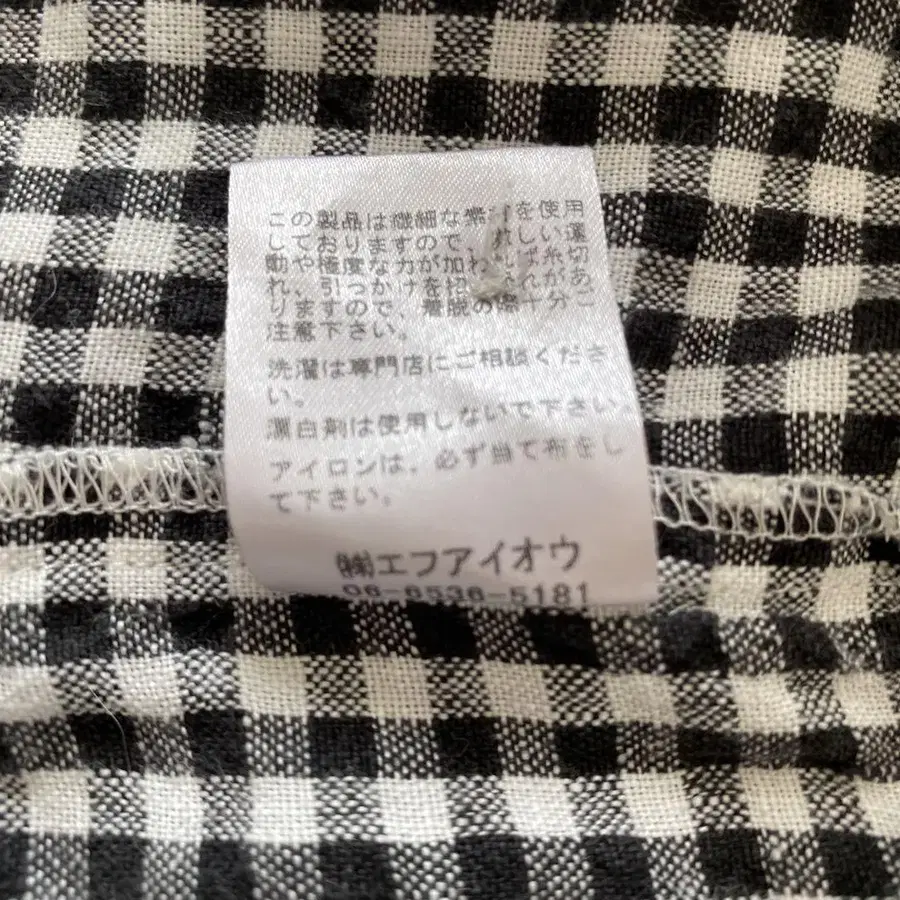 この製品は繊細な素材を使用
しておりますので、激しい運
動や極度な力が加われば糸切
れ、引っかけを招く恐れがあ
りますので、着脱の際十分ご
注意下さい。
洗濯は専門店にご相談くださ
い。
漂白剤は使用しないで下さい。
アイロンは、必ず当て布をし
て下さい。
㈱エフアイオウ
06-6536-5181